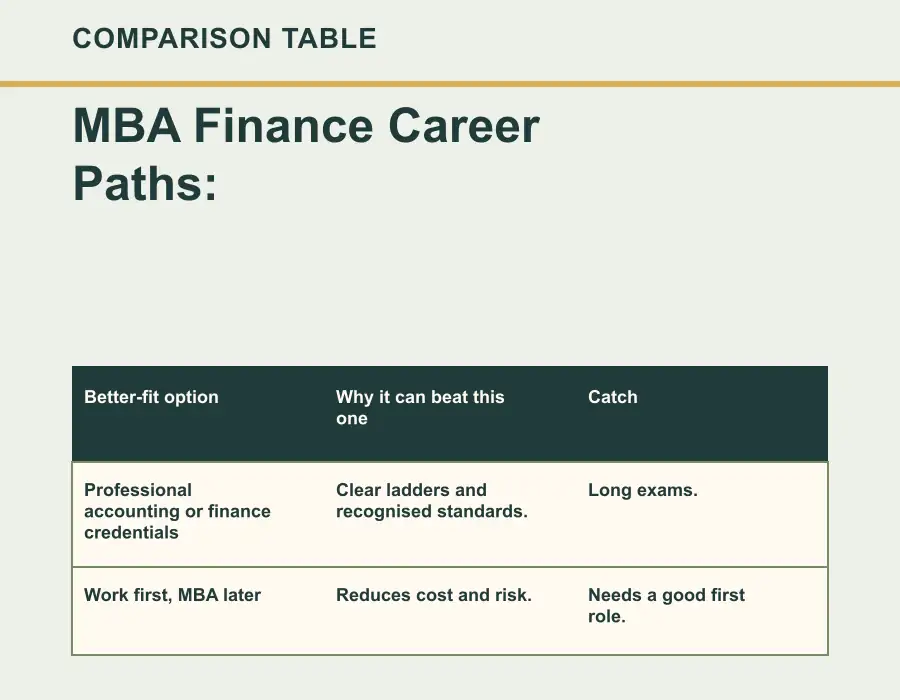 COMPARISON TABLE
MBA Finance Career
Paths:
Better-fit option
Why it can beat this
one
Catch
Professional
accounting or finance
credentials
Clear ladders and
recognised standards.
Long exams.
Work first, MBA later
Reduces cost and risk.
Needs a good first
role.